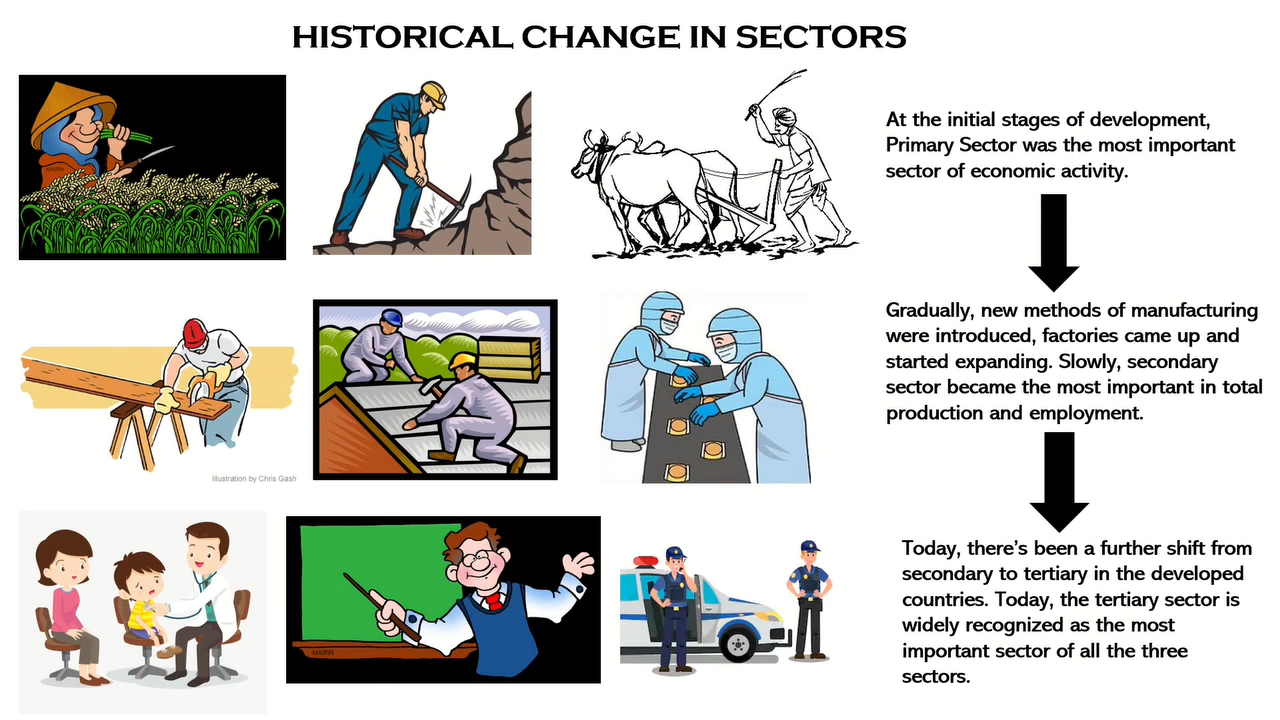 HISTORICAL CHANGE IN SECTORS
MARTIN
At the initial stages of development,
Primary Sector was the most important
sector of economic activity.
Gradually, new methods of manufacturing
were introduced, factories came up and
started expanding. Slowly, secondary
sector became the most important in total
production and employment.
Illustration by Chris Gash
MARTIN
Today, there's been a further shift from
secondary to tertiary in the developed
countries. Today, the tertiary sector is
widely recognized as the most
important sector of all the three
sectors.